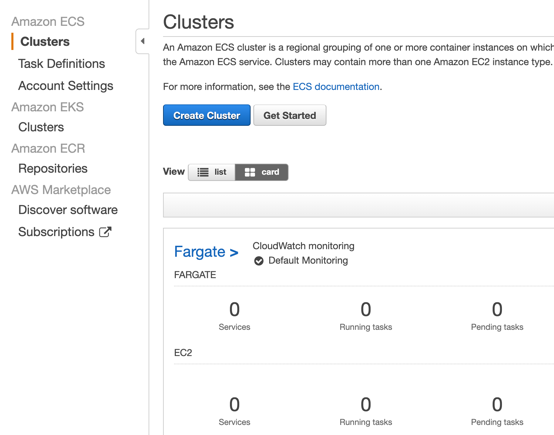 Amazon ECS
Clusters
Task Definitions
Account Settings
Amazon EKS
Clusters
Amazon ECR
Repositories
AWS Marketplace
Discover software
Subscriptions
Clusters
An Amazon ECS cluster is a regional grouping of one or more container instances on which
the Amazon ECS service. Clusters may contain more than one Amazon EC2 instance type.
For more information, see the ECS documentation.
Create Cluster Get Started
View list card
Fargate > CloudWatch monitoring
Default Monitoring
FARGATE
0 0 0
Services Running tasks Pending tasks
EC2
0 0 0
Services Running tasks Pending tasks